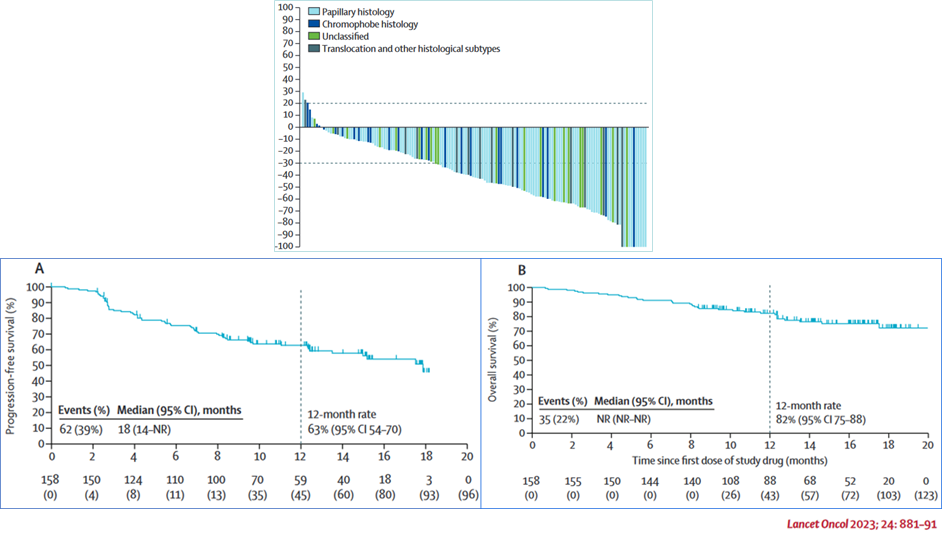 100
90
80
70
60
50
40
30
20
10
0
−10
−20
−30
−40
−50
−60
−70
−80
−90
−100
Papillary histology
Chromophobe histology
Unclassified
Translocation and other histological subtypes
A
Progression-free survival (%)
100
90
80
70
60
50
40
30
20
10
0
Events (%) Median (95% CI), months
62 (39%) 18 (14–NR)
12-month rate
63% (95% CI 54–70)
0 2 4 6 8 10 12 14 16 18 20
158 150 124 110 100 70 59 40 18 3 0
(0) (4) (8) (11) (13) (35) (45) (60) (80) (93) (96)
B
Overall survival (%)
100
90
80
70
60
50
40
30
20
10
0
Events (%) Median (95% CI), months
35 (22%) NR (NR–NR)
12-month rate
82% (95% CI 75–88)
0 2 4 6 8 10 12 14 16 18 20
Time since first dose of study drug (months)
158 155 150 144 140 108 88 68 52 20 0
(0) (0) (0) (0) (0) (26) (43) (57) (72) (103) (123)
Lancet Oncol 2023; 24: 881–91